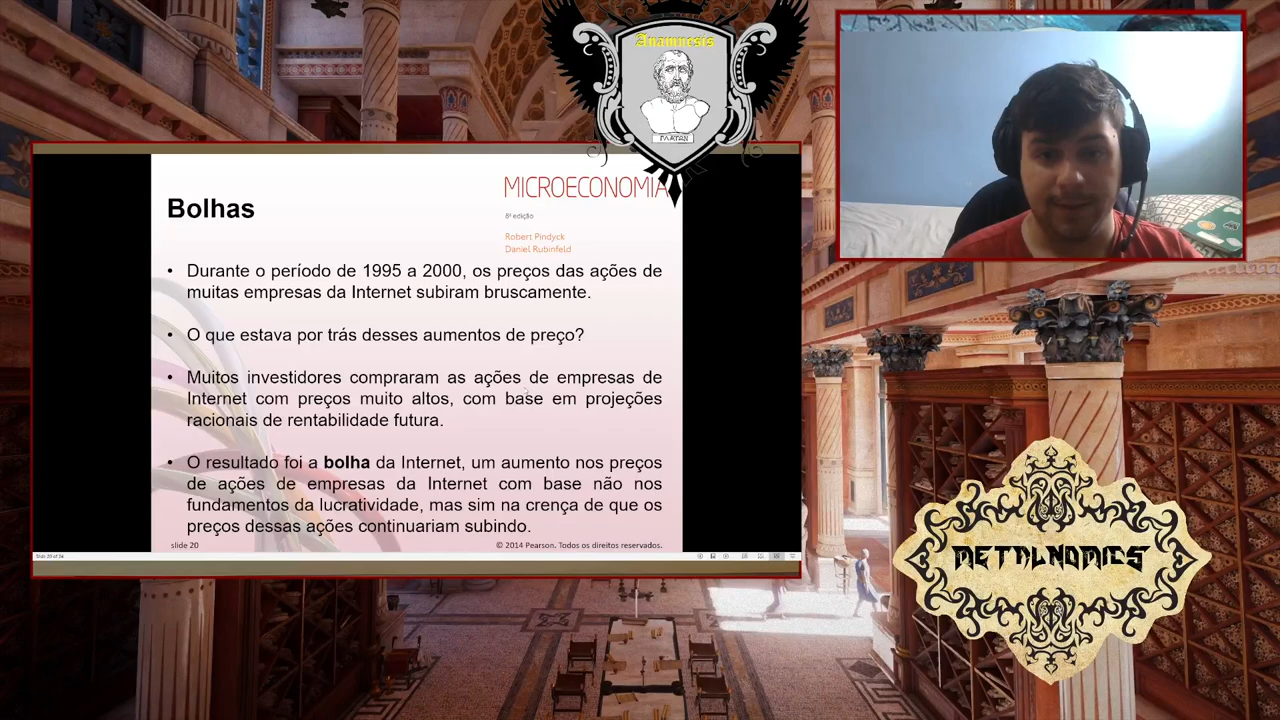 Anamnesis
PLATÃO
MICROECONOMIA
8ª edição
Robert Pindyck
Daniel Rubinfeld
Bolhas
• Durante o período de 1995 a 2000, os preços das ações de
muitas empresas da Internet subiram bruscamente.
• O que estava por trás desses aumentos de preço?
• Muitos investidores compraram as ações de empresas de
Internet com preços muito altos, com base em projeções
racionais de rentabilidade futura.
• O resultado foi a bolha da Internet, um aumento nos preços
de ações de empresas da Internet com base não nos
fundamentos da lucratividade, mas sim na crença de que os
preços dessas ações continuariam subindo.
slide 20
© 2014 Pearson. Todos os direitos reservados.
METALNOMICS